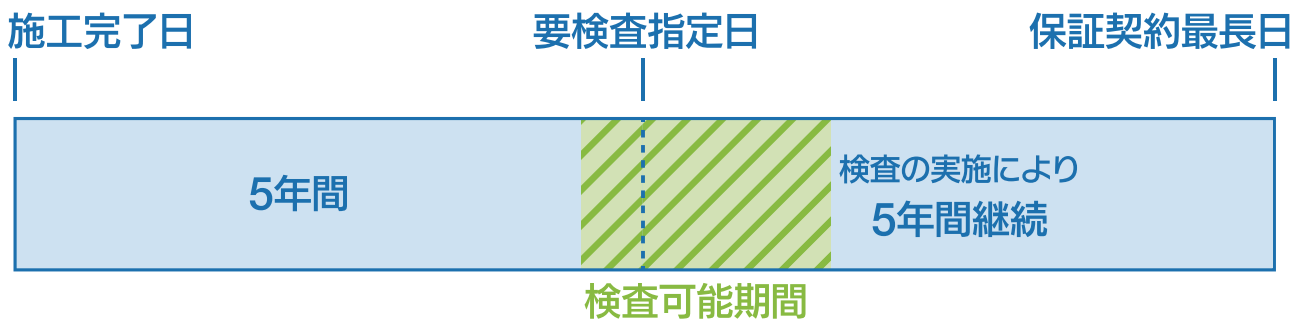 施工完了日
要検査指定日
保証契約最長日
5年間
検査の実施により
5年間継続
検査可能期間